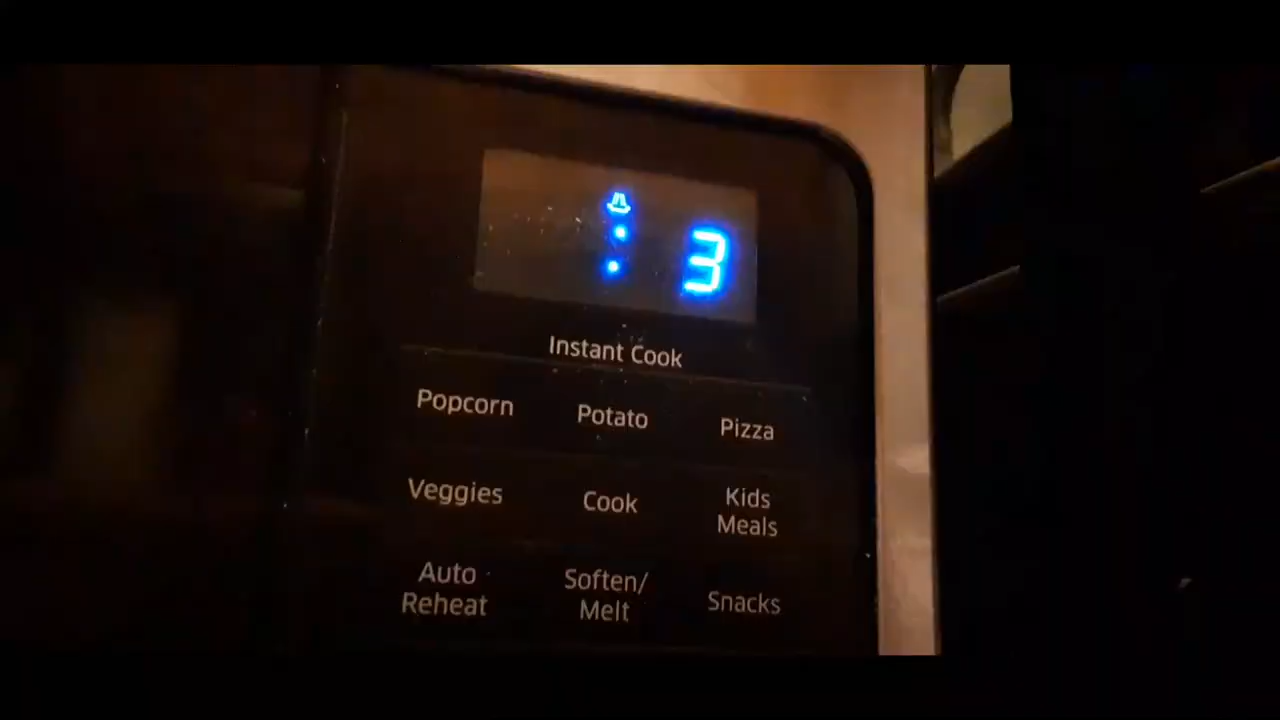 : 3
Instant Cook
Popcorn Potato Pizza
Veggies Cook Kids Meals
Auto Reheat Soften/ Melt Snacks